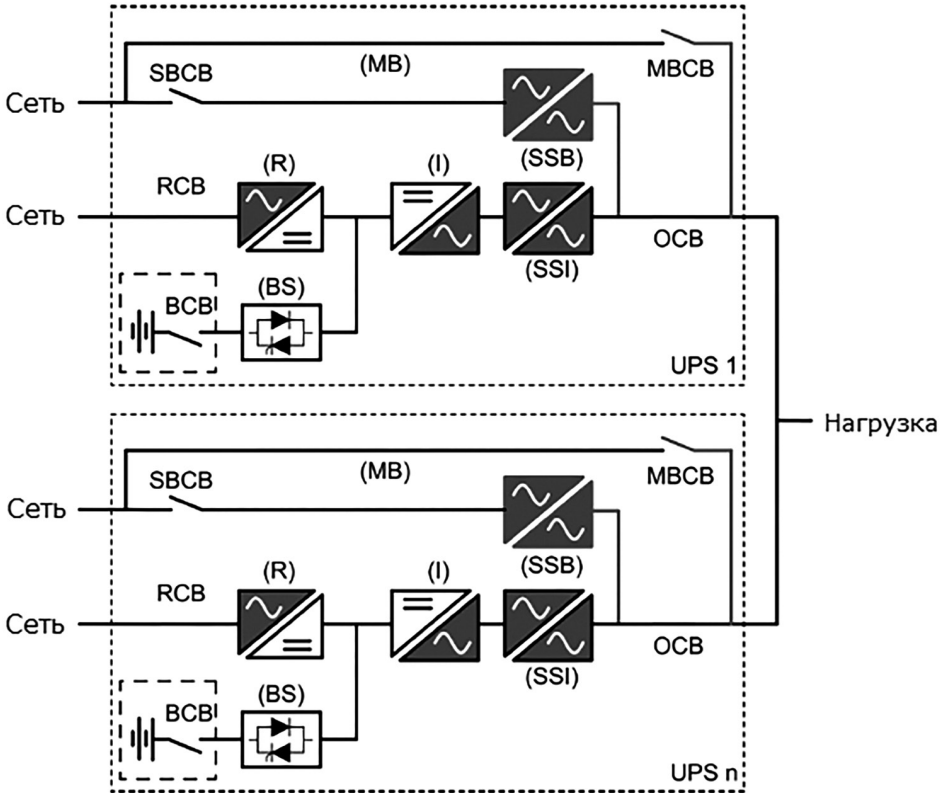 (MB)
MBCB
SBCB
Сеть
(SSB)
(R)
(I)
RCB
Сеть
OCB
(SSI)
(BS)
BCB
UPS 1
Нагрузка
(MB)
MBCB
SBCB
Сеть
(SSB)
(R)
(I)
RCB
Сеть
OCB
(SSI)
(BS)
BCB
UPS n